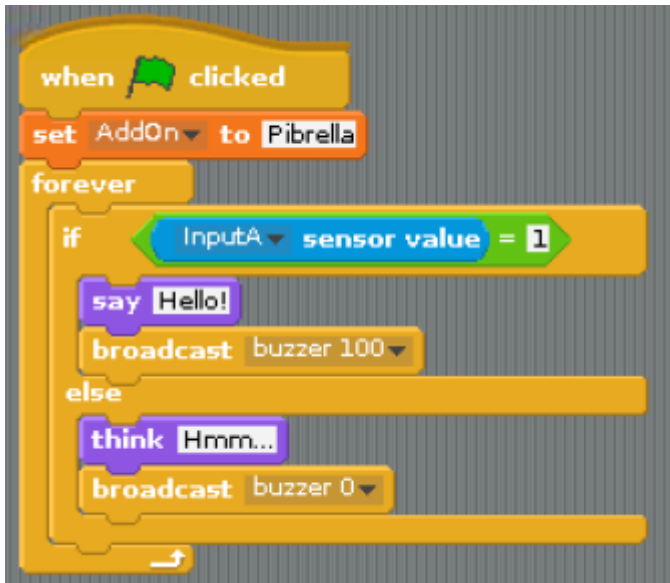 when clicked
set AddOn to Pibrella
forever
if InputA sensor value = 1
say Hello!
broadcast buzzer 100
else
think Hmm...
broadcast buzzer 0